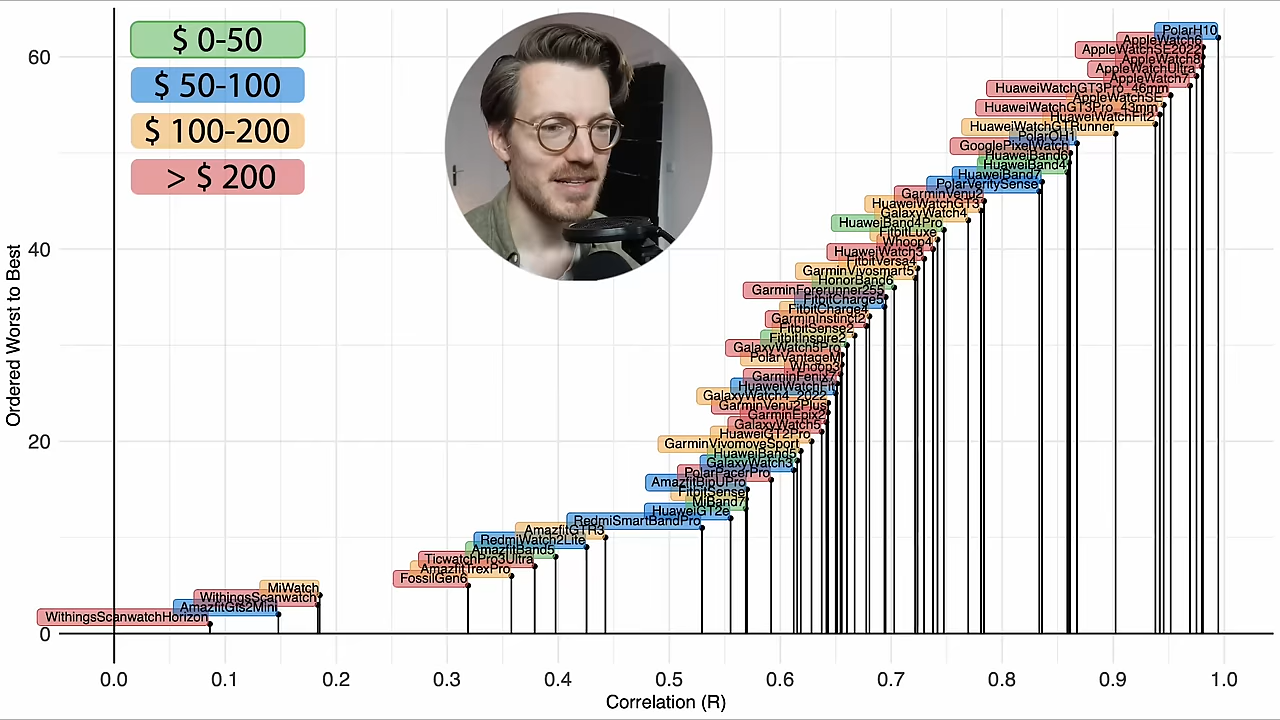 $ 0-50
$ 50-100
$ 100-200
> $ 200
Ordered Worst to Best
60
40
20
0
PolarH10
AppleWatch6
AppleWatchSE2022
AppleWatch8
AppleWatchUltra
AppleWatch7
HuaweiWatchGT3Pro_46mm
AppleWatchSE
HuaweiWatchGT3Pro_43mm
HuaweiWatchFit2
HuaweiWatchGTRunner
PolarOH1
GooglePixelWatch
HuaweiBand6
HuaweiBand4
HuaweiBand7
PolarVeritySense
GarminVenu2
HuaweiWatchGT3
GalaxyWatch4
HuaweiBand4Pro
FitbitLuxe
Whoop4
HuaweiWatch3
FitbitVersa4
GarminVivosmart5
HonorBand6
GarminForerunner255
FitbitCharge5
FitbitCharge4
GarminInstinct2
FitbitSense2
FitbitInspire2
GalaxyWatch5Pro
PolarVantageM
Whoop3
GarminFenix7
HuaweiWatchFit
GalaxyWatch4_2022
GarminVenu2Plus
GarminEpix2
GalaxyWatch5
HuaweiGT2Pro
GarminVivomoveSport
HuaweiBand5
GalaxyWatch3
PolarPacerPro
AmazfitBipUPro
FitbitSense
MiBand7
HuaweiGT2e
RedmiSmartBandPro
AmazfitGTR3
RedmiWatch2Lite
AmazfitBand5
TicwatchPro3Ultra
AmazfitTrexPro
FossilGen6
MiWatch
WithingsScanwatch
AmazfitGts2Mini
WithingsScanwatchHorizon
0.0 0.1 0.2 0.3 0.4 0.5 0.6 0.7 0.8 0.9 1.0
Correlation (R)